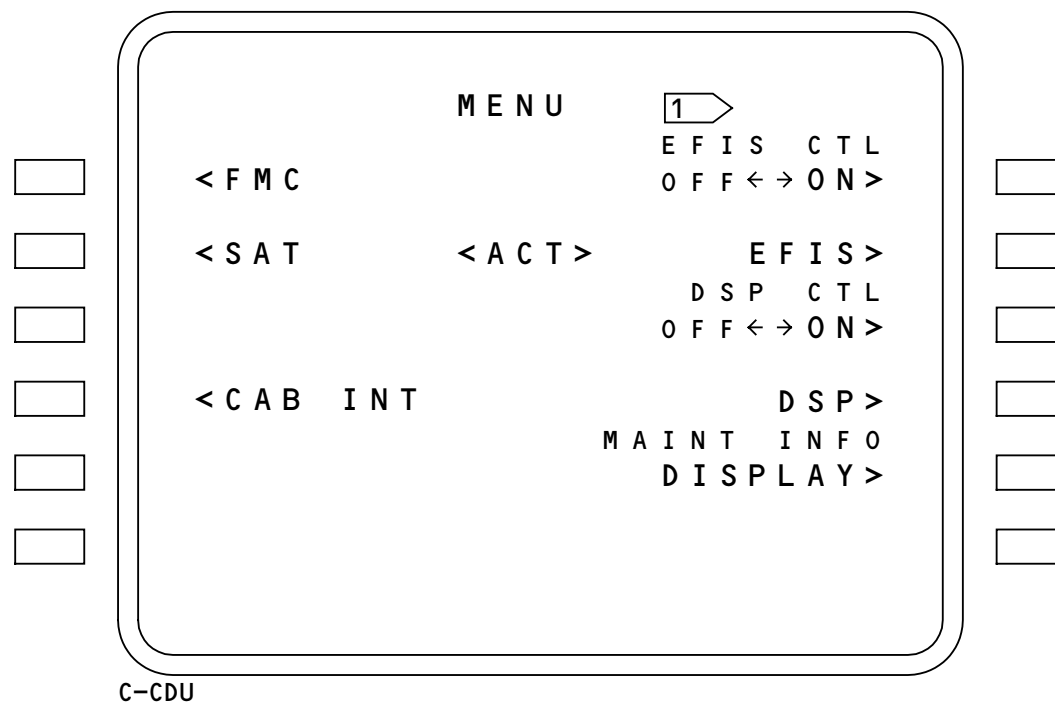 MENU 1
EFIS CTL
<FMC OFF←→ON>
<SAT <ACT> EFIS>
DSP CTL
OFF←→ON>
<CAB INT DSP>
MAINT INFO
DISPLAY>
C-CDU